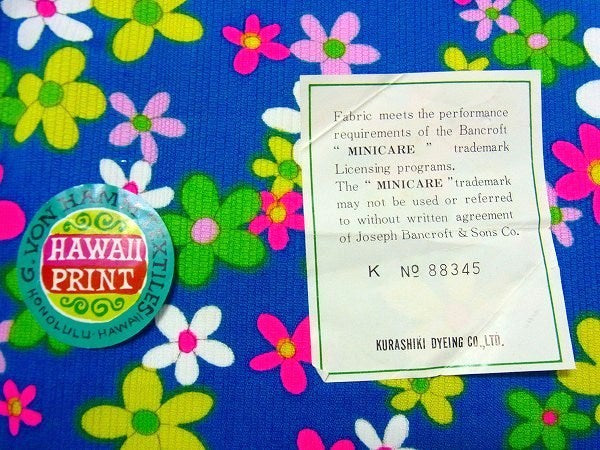 G. VON HAMM TEXTILES
HAWAII
PRINT
HONOLULU · HAWAII
Fabric meets the performance
requirements of the Bancroft
“ MINICARE ” trademark
Licensing programs.
The “ MINICARE ” trademark
may not be used or referred
to without written agreement
of Joseph Bancroft & Sons Co.
K № 88345
KURASHIKI DYEING CO.,LTD.